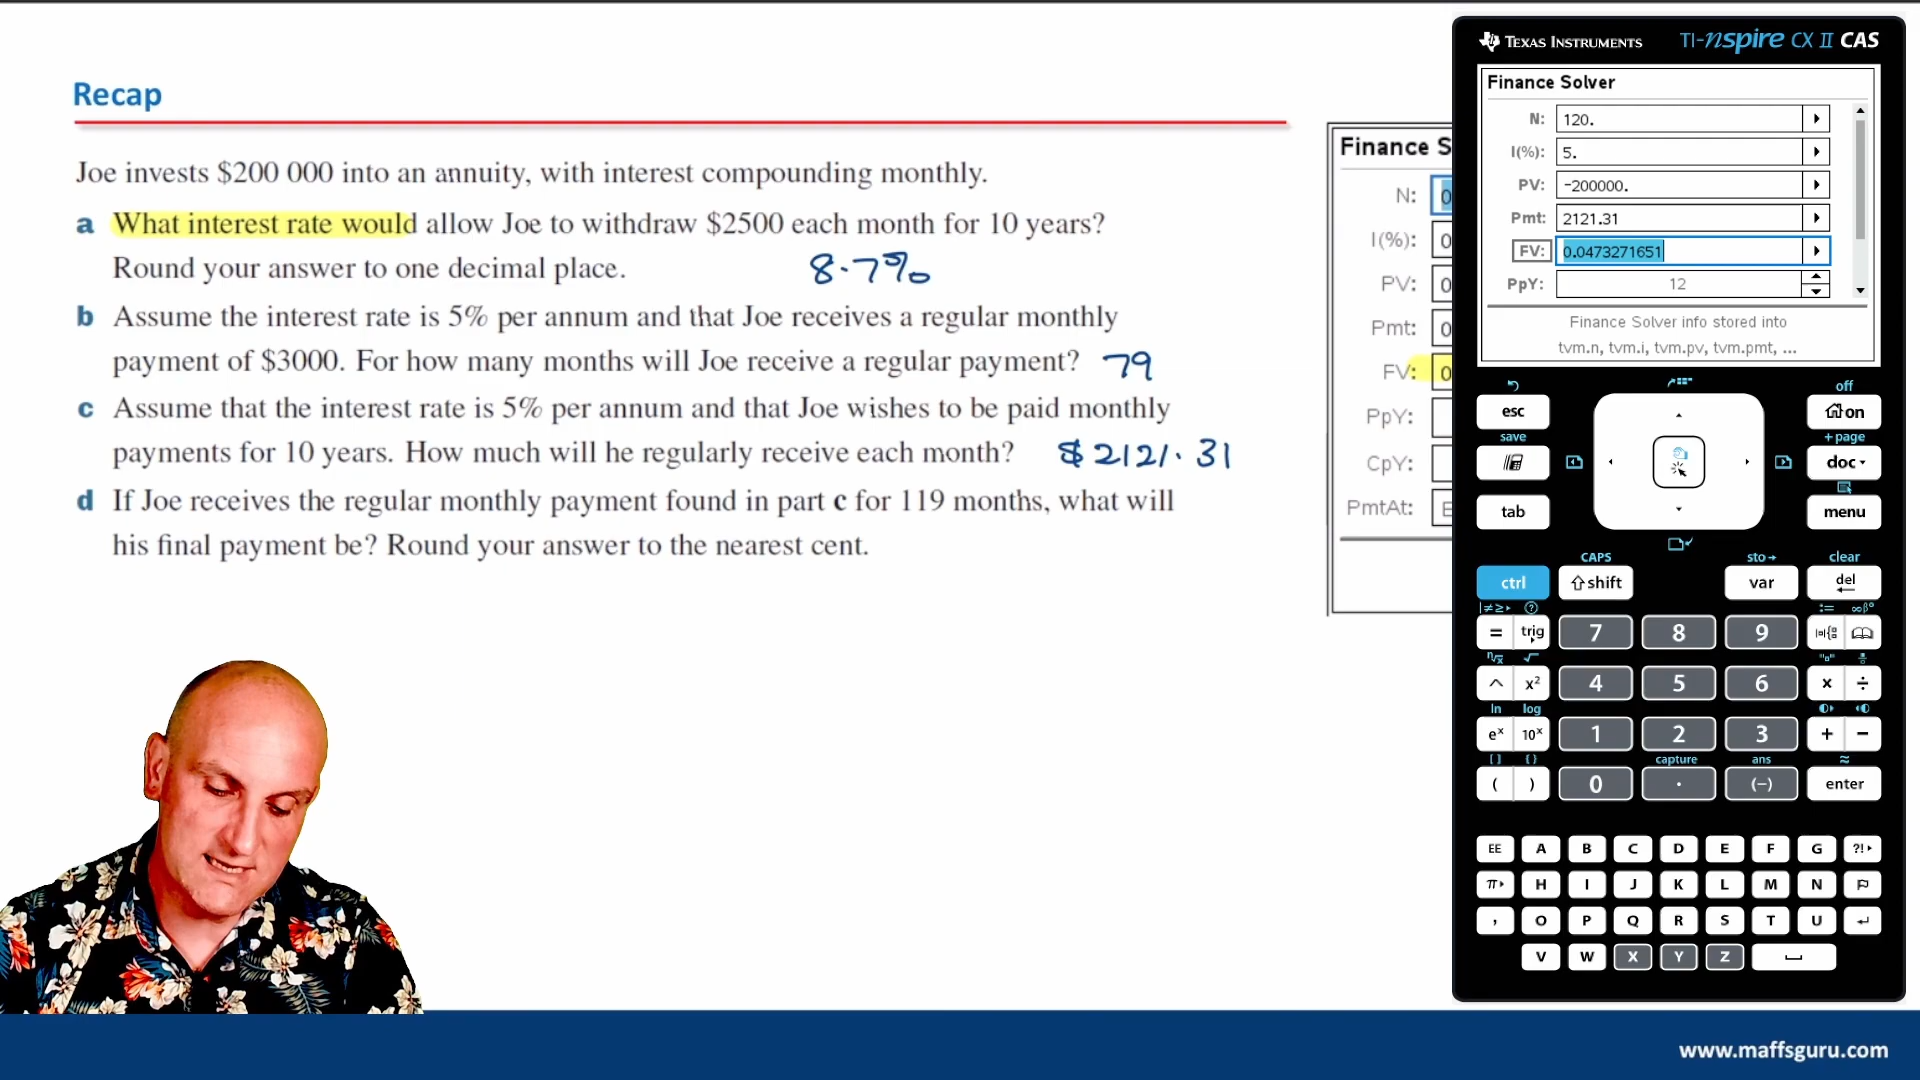 Recap
Joe invests $200 000 into an annuity, with interest compounding monthly.
a What interest rate would allow Joe to withdraw $2500 each month for 10 years?
Round your answer to one decimal place.
8.7%
b Assume the interest rate is 5% per annum and that Joe receives a regular monthly
payment of $3000. For how many months will Joe receive a regular payment?
79
c Assume that the interest rate is 5% per annum and that Joe wishes to be paid monthly
payments for 10 years. How much will he regularly receive each month?
$2121.31
d If Joe receives the regular monthly payment found in part c for 119 months, what will
his final payment be? Round your answer to the nearest cent.
Finance S
N: 0
I(%): 0
PV: 0
Pmt: 0
FV: 0
PpY:
CpY:
PmtAt: E
TEXAS INSTRUMENTS TI-nspire CX II CAS
Finance Solver
N: 120.
I(%): 5.
PV: -200000.
Pmt: 2121.31
FV: 0.0473271651
PpY: 12
Finance Solver info stored into
tvm.n, tvm.i, tvm.pv, tvm.pmt, ...
off
esc on
save + page
doc
tab menu
CAPS sto→ clear
ctrl ⇧shift var del
|≠≥▸ := ∞β°
= trig 7 8 9
^ x² 4 5 6 × ÷
ln log
eˣ 10ˣ 1 2 3 + −
[ ] { } capture ans ≈
( ) 0 . (−) enter
EE A B C D E F G ?!▸
π▸ H I J K L M N
, O P Q R S T U ↵
V W X Y Z
www.maffsguru.com